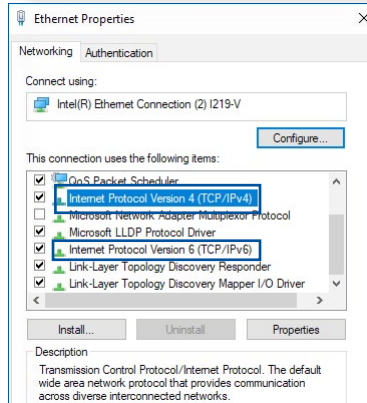 Ethernet Properties
Networking
Authentication
Connect using:
Intel(R) Ethernet Connection (2) I219-V
Configure...
This connection uses the following items:
QoS Packet Scheduler
Internet Protocol Version 4 (TCP/IPv4)
Microsoft Network Adapter Multiplexor Protocol
Microsoft LLDP Protocol Driver
Internet Protocol Version 6 (TCP/IPv6)
Link-Layer Topology Discovery Responder
Link-Layer Topology Discovery Mapper I/O Driver
Install...
Uninstall
Properties
Description
Transmission Control Protocol/Internet Protocol. The default
wide area network protocol that provides communication
across diverse interconnected networks.